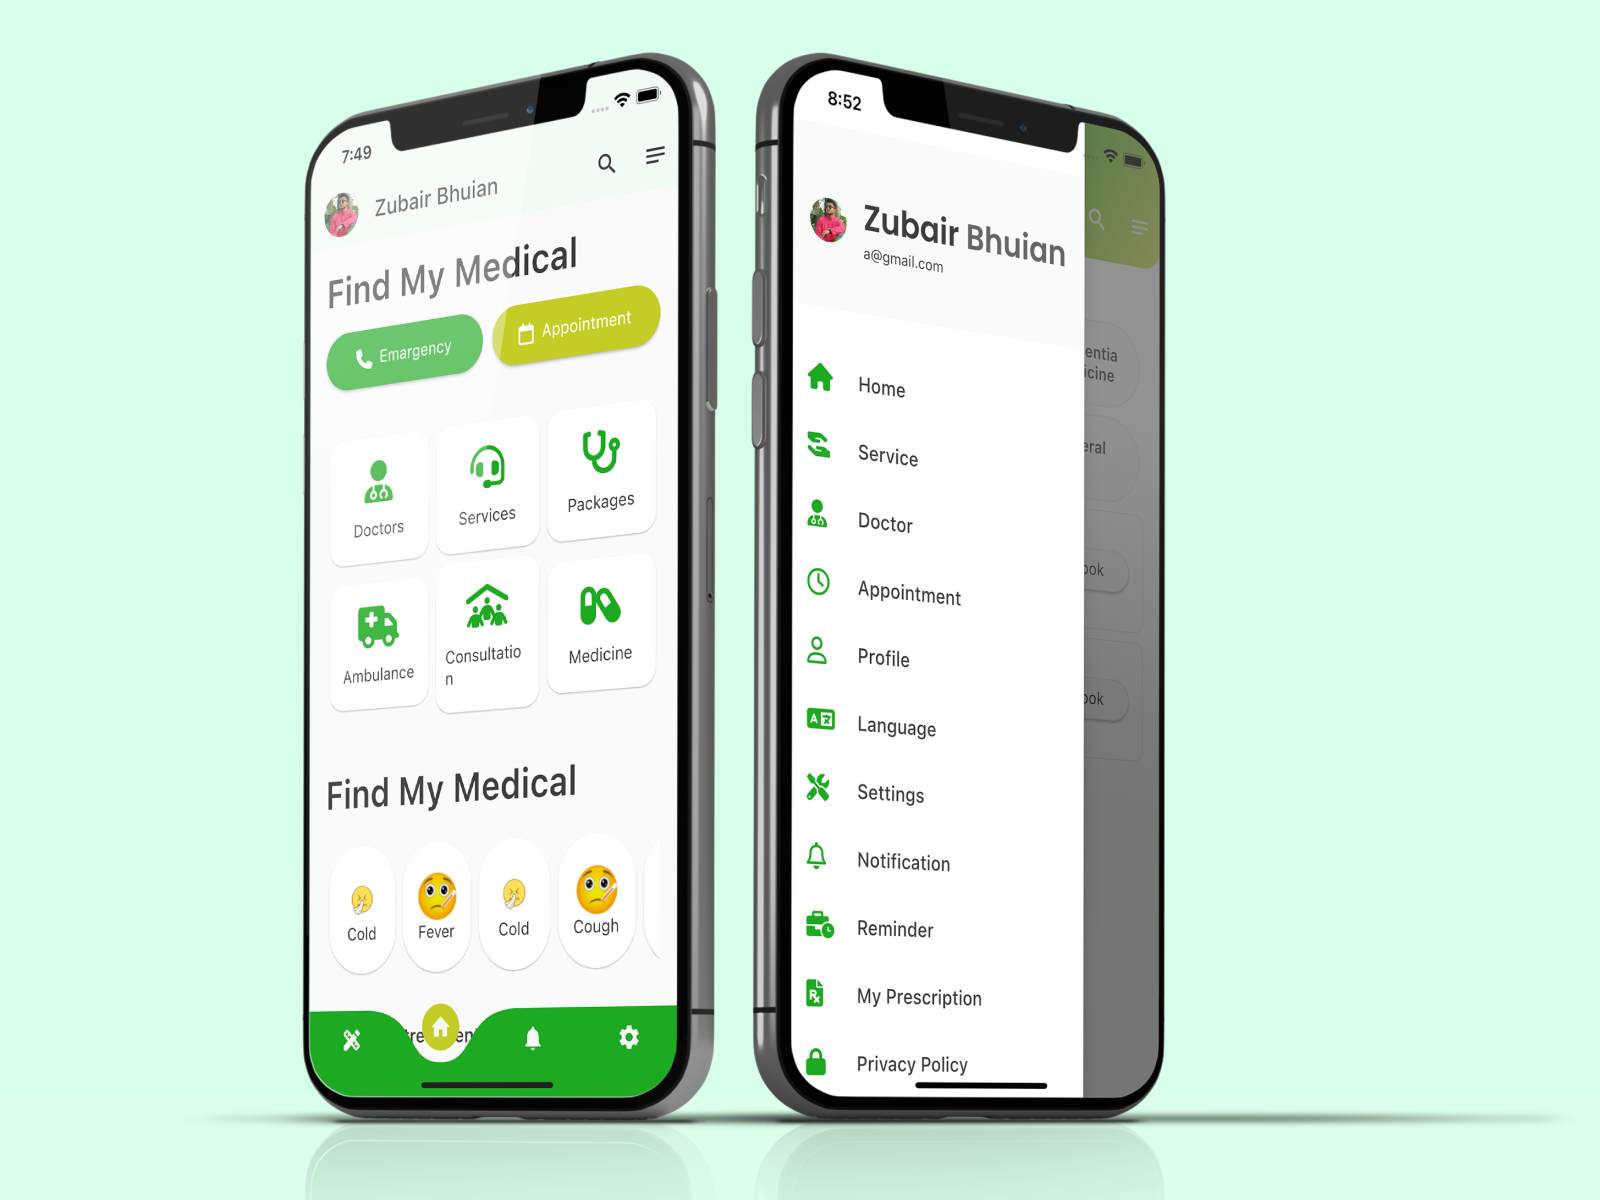 7:49
Zubair Bhuian
Find My Medical
Emargency
Appointment
Doctors
Services
Packages
Ambulance
Consultatio
n
Medicine
Find My Medical
Cold
Fever
Cold
Cough
8:52
Zubair Bhuian
a@gmail.com
Home
Service
Doctor
Appointment
Profile
Language
Settings
Notification
Reminder
My Prescription
Privacy Policy
entia
icine
eral
ook
ook